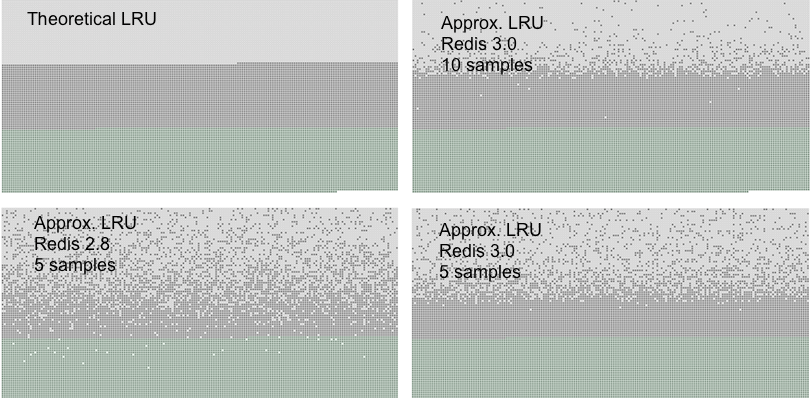 Theoretical LRU
Approx. LRU
Redis 3.0
10 samples
Approx. LRU
Redis 2.8
5 samples
Approx. LRU
Redis 3.0
5 samples